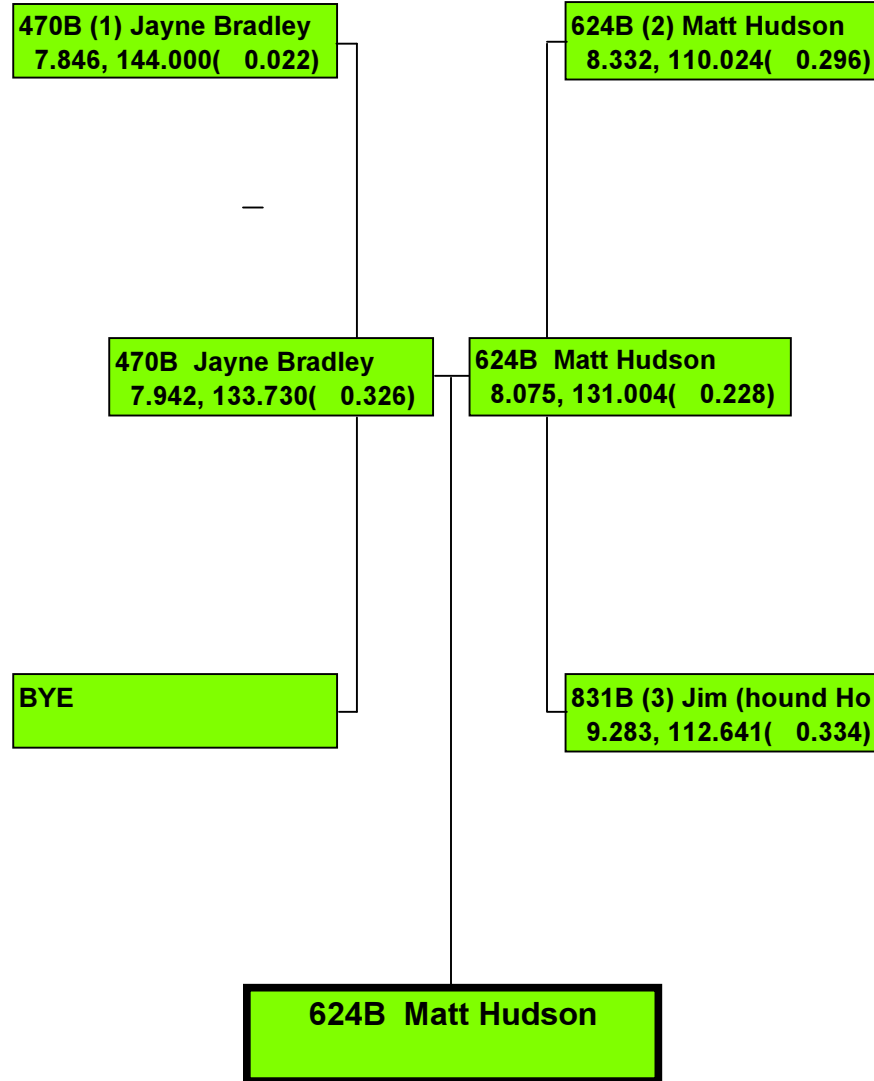 470B (1) Jayne Bradley
7.846, 144.000( 0.022)
624B (2) Matt Hudson
8.332, 110.024( 0.296)
470B Jayne Bradley
7.942, 133.730( 0.326)
624B Matt Hudson
8.075, 131.004( 0.228)
BYE
831B (3) Jim (hound Ho
9.283, 112.641( 0.334)
624B Matt Hudson